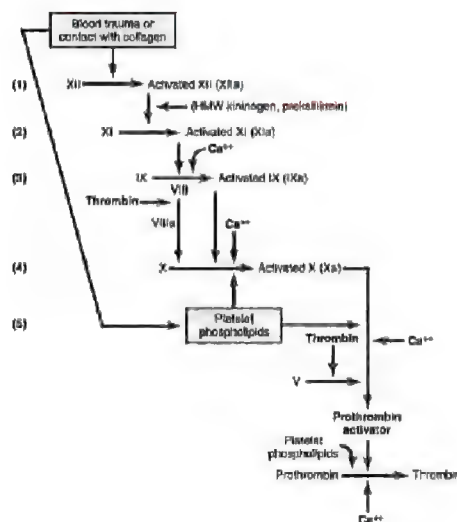 Blood trauma or
contact with collagen
(1) XII Activated XII (XIIa)
(HMW kininogen, prekallikrein)
(2) XI Activated XI (XIa)
Ca++
(3) IX Activated IX (IXa)
VIII
Thrombin
VIIIa
Ca++
(4) X Activated X (Xa)
(5) Platelet
phospholipids
Thrombin
Ca++
V
Prothrombin
activator
Platelet
phospholipids
Prothrombin Thrombin
Ca++